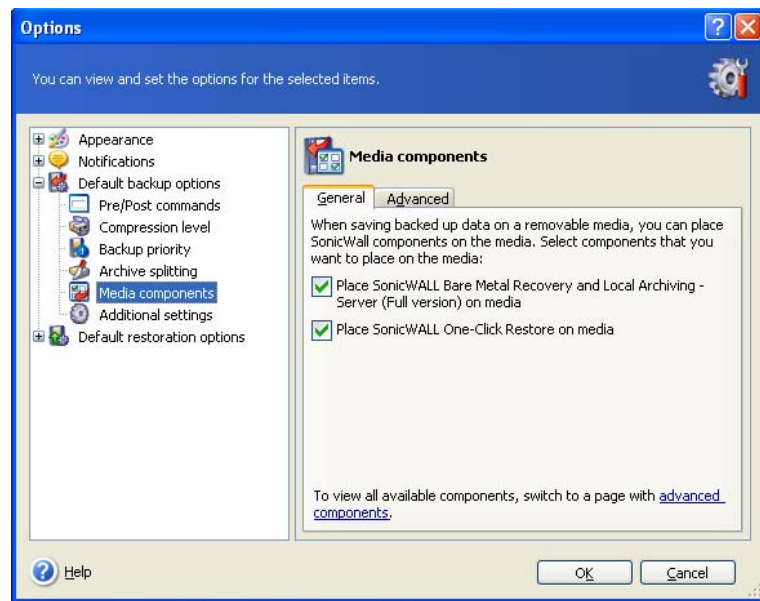 Options
You can view and set the options for the selected items.
Appearance
Notifications
Default backup options
Pre/Post commands
Compression level
Backup priority
Archive splitting
Media components
Additional settings
Default restoration options
Media components
General Advanced
When saving backed up data on a removable media, you can place
SonicWall components on the media. Select components that you
want to place on the media:
Place SonicWALL Bare Metal Recovery and Local Archiving -
Server (Full version) on media
Place SonicWALL One-Click Restore on media
To view all available components, switch to a page with advanced
components.
Help
OK Cancel